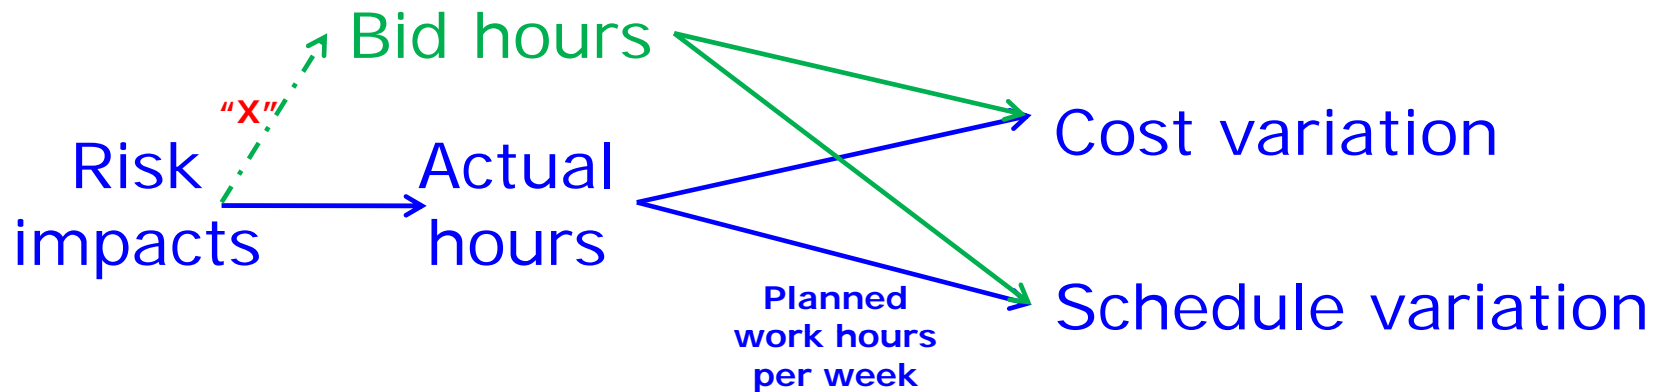 Bid hours
“X”
Risk
impacts
Actual
hours
Cost variation
Schedule variation
Planned
work hours
per week